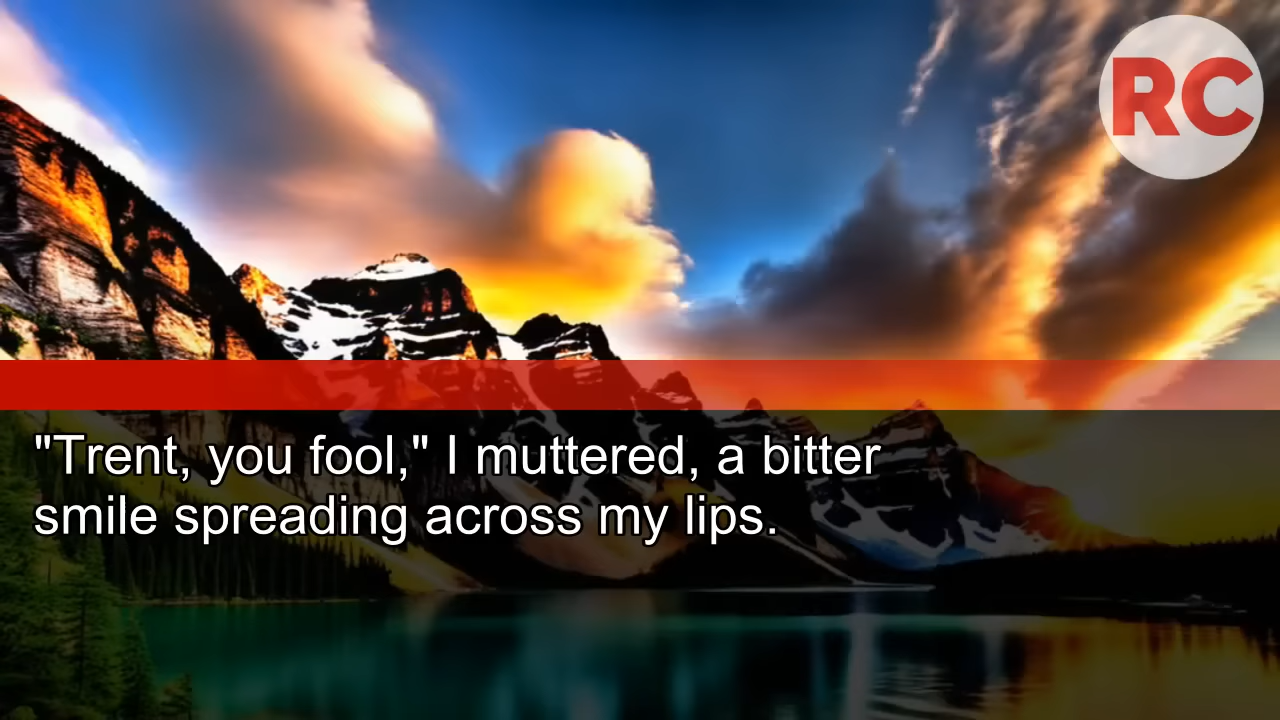 RC
"Trent, you fool," I muttered, a bitter
smile spreading across my lips.